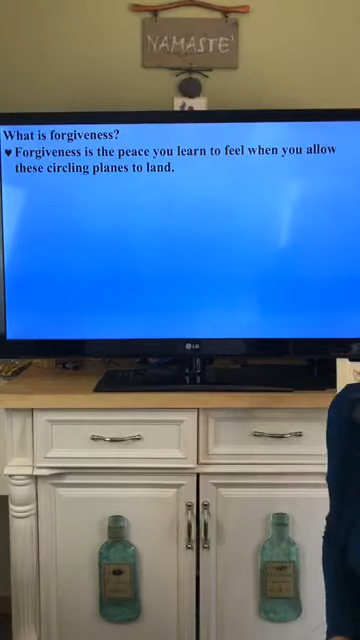 NAMASTE'
What is forgiveness?
♥ Forgiveness is the peace you learn to feel when you allow
these circling planes to land.
LG